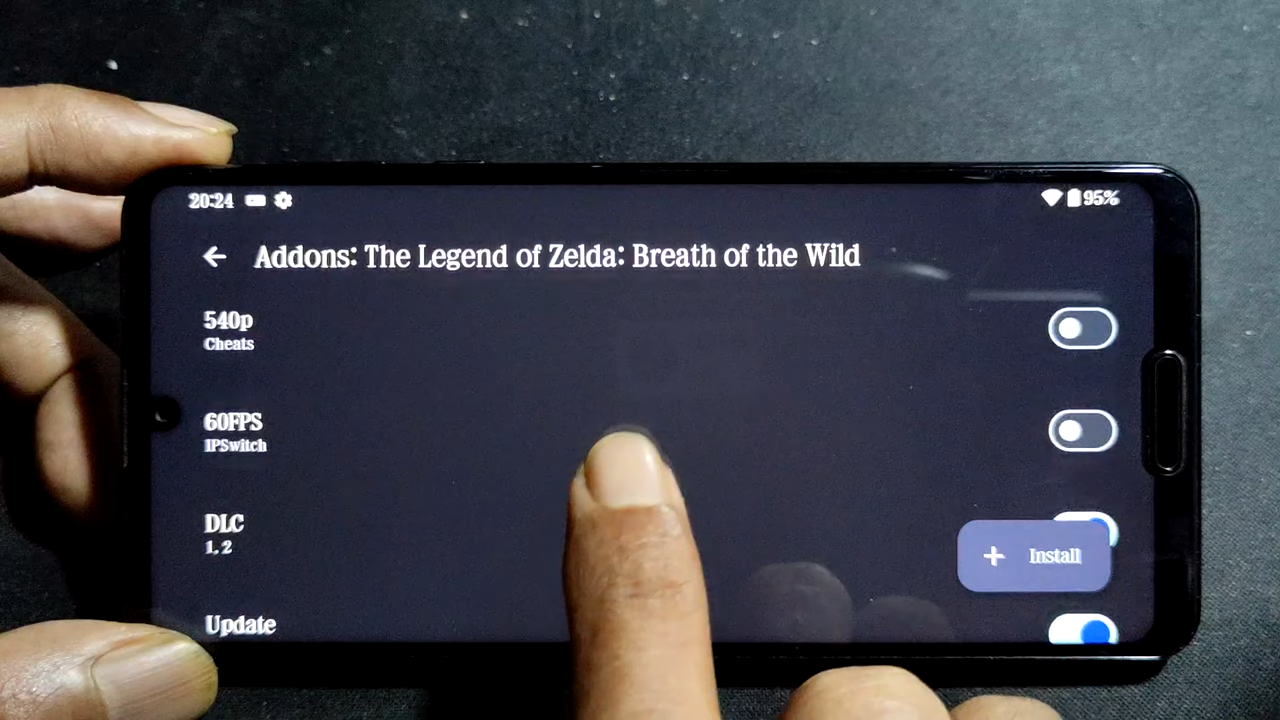 20:24
95%
Addons: The Legend of Zelda: Breath of the Wild
540p
Cheats
60FPS
IPSwitch
DLC
1, 2
+ Install
Update